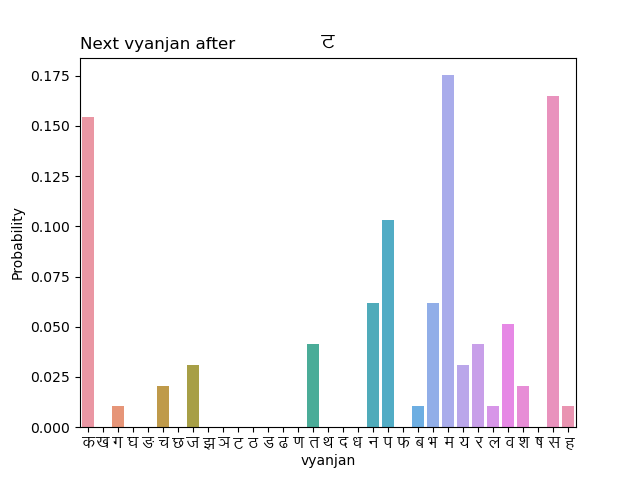 Next vyanjan after ट
0.175
0.150
0.125
0.100
0.075
0.050
0.025
0.000
Probability
क ख ग घ ङ च छ ज झ ञ ट ठ ड ढ ण त थ द ध न प फ ब भ म य र ल व श ष स ह
vyanjan